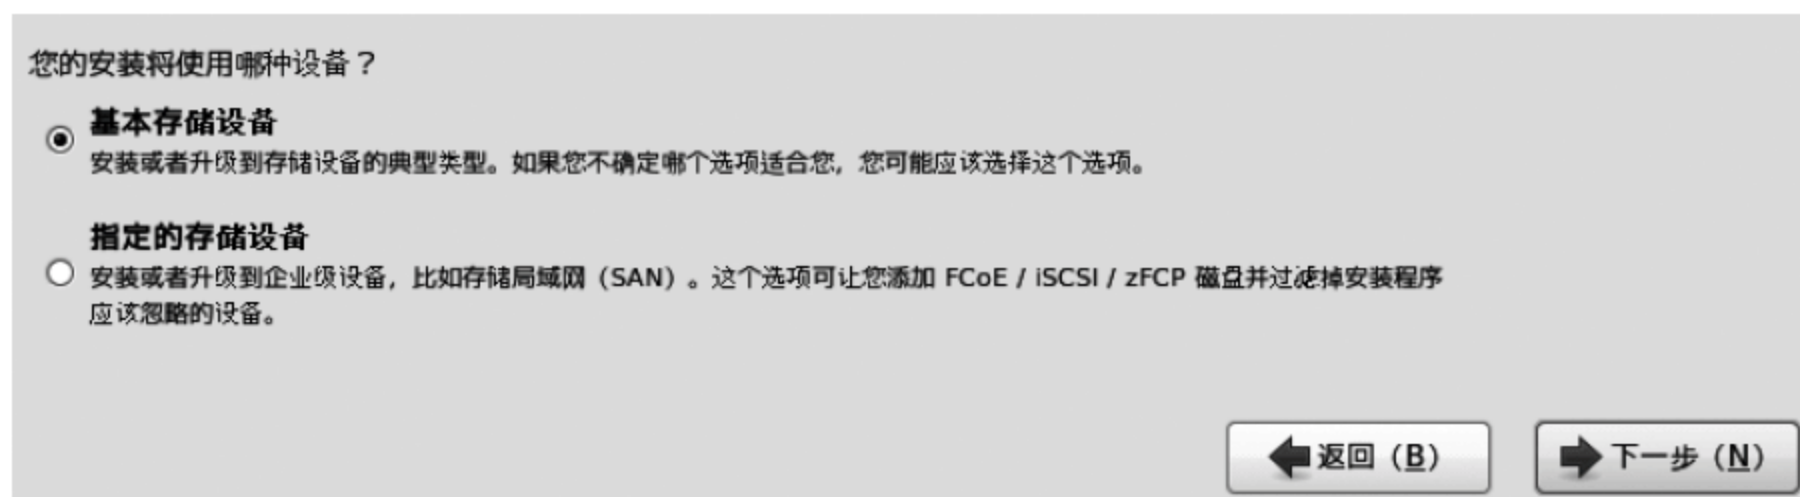 您的安装将使用哪种设备？
基本存储设备
安装或者升级到存储设备的典型类型。如果您不确定哪个选项适合您，您可能应该选择这个选项。
指定的存储设备
安装或者升级到企业级设备，比如存储局域网（SAN）。这个选项可让您添加 FCoE / iSCSI / zFCP 磁盘并过滤掉安装程序
应该忽略的设备。
返回（B） 下一步（N）